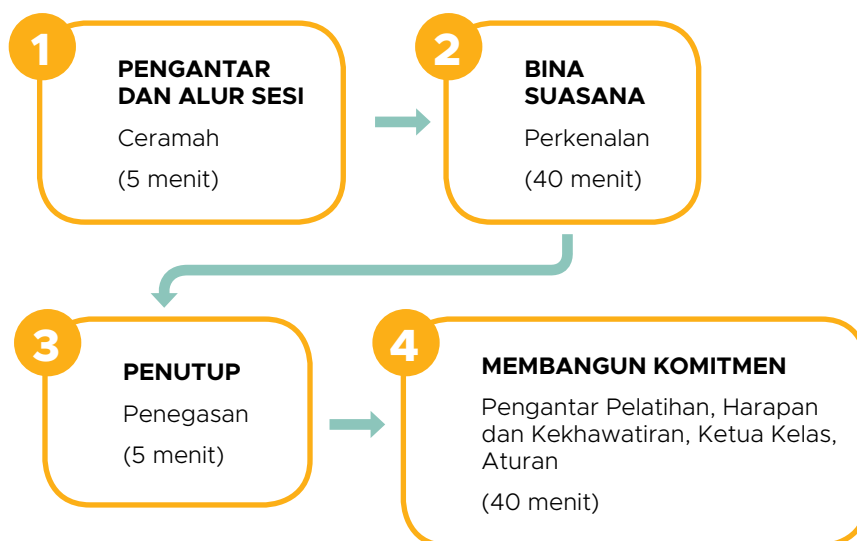 1
PENGANTAR
DAN ALUR SESI
Ceramah
(5 menit)
2
BINA
SUASANA
Perkenalan
(40 menit)
3
PENUTUP
Penegasan
(5 menit)
4
MEMBANGUN KOMITMEN
Pengantar Pelatihan, Harapan
dan Kekhawatiran, Ketua Kelas,
Aturan
(40 menit)